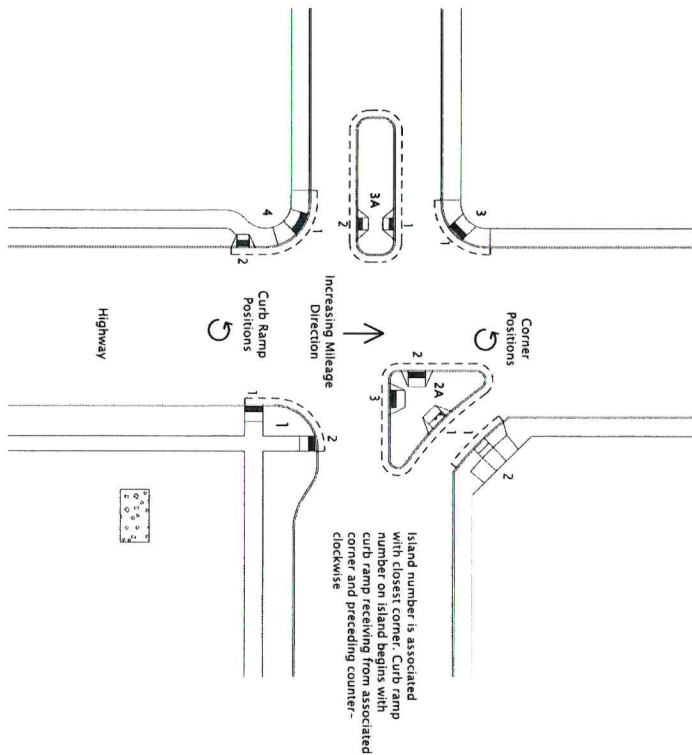 3A
1
2
3
1
4
1
2
Highway
Curb Ramp
Positions
Increasing Mileage
Direction
Corner
Positions
2
2A
3
1
1
1
2
2
Island number is associated
with closest corner. Curb ramp
number on island begins with
curb ramp receiving from associated
corner and preceding counter-
clockwise